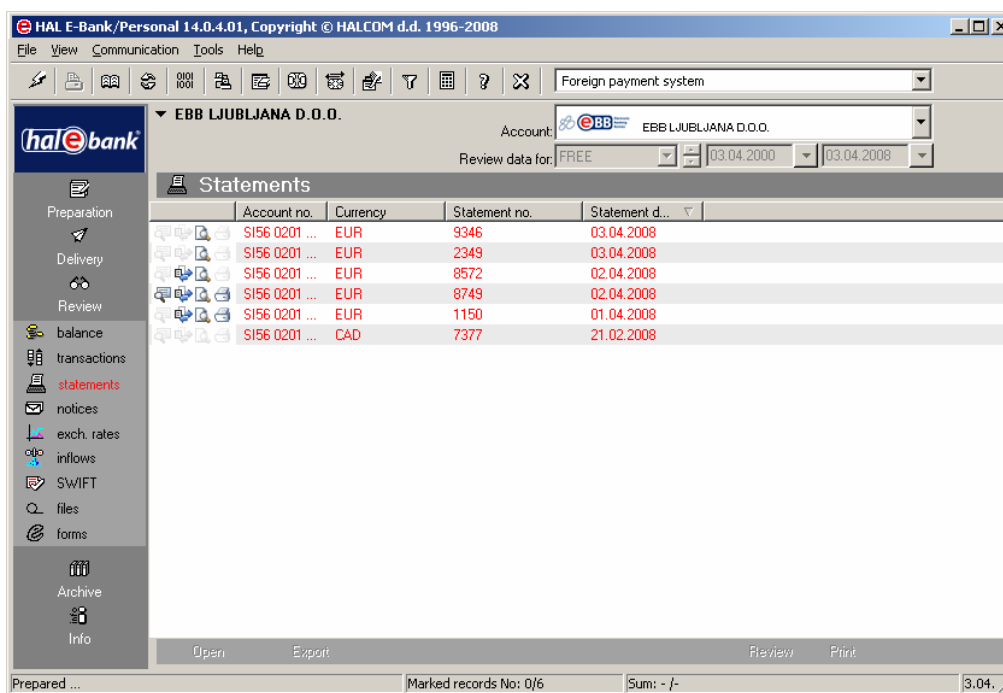 HAL E-Bank/Personal 14.0.4.01, Copyright © HALCOM d.d. 1996-2008
File View Communication Tools Help
Foreign payment system
hal e bank
EBB LJUBLJANA D.O.O.
Account: eBB EBB LJUBLJANA D.O.O.
Review data for: FREE 03.04.2000 03.04.2008
Statements
Preparation
Delivery
Review
balance
transactions
statements
notices
exch. rates
inflows
SWIFT
files
forms
Archive
Info
Account no. Currency Statement no. Statement d...
SI56 0201 ... EUR 9346 03.04.2008
SI56 0201 ... EUR 2349 03.04.2008
SI56 0201 ... EUR 8572 02.04.2008
SI56 0201 ... EUR 8749 02.04.2008
SI56 0201 ... EUR 1150 01.04.2008
SI56 0201 ... CAD 7377 21.02.2008
Open Export Review Print
Prepared ... Marked records No: 0/6 Sum: - /- 3.04.